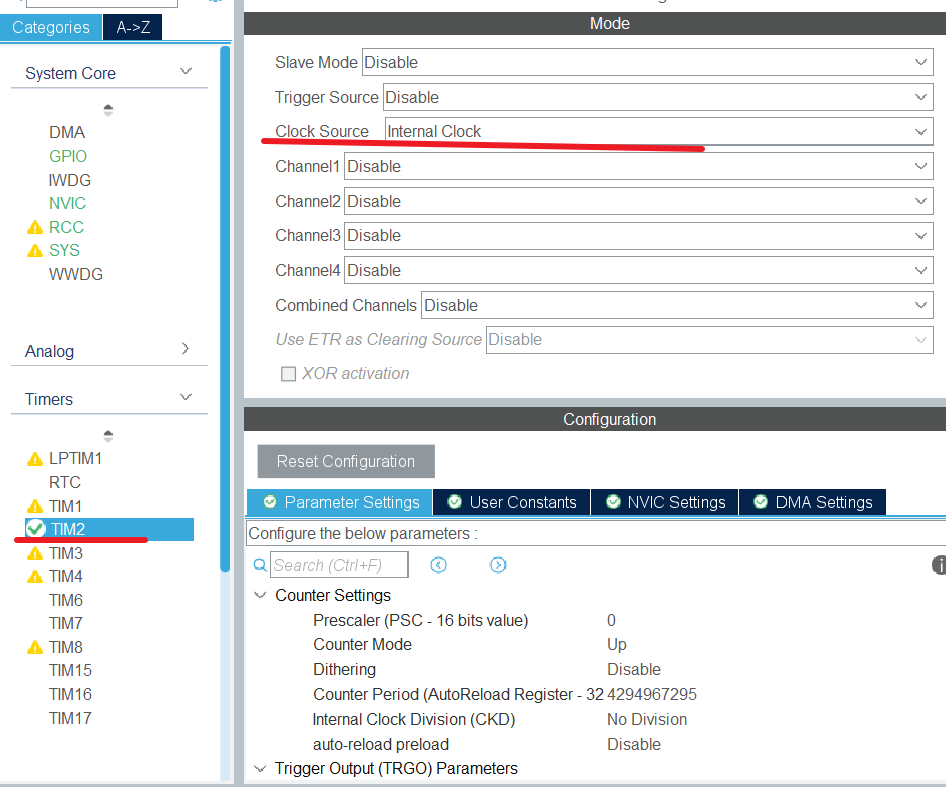 Categories A->Z
System Core
DMA
GPIO
IWDG
NVIC
RCC
SYS
WWDG
Analog
Timers
LPTIM1
RTC
TIM1
TIM2
TIM3
TIM4
TIM6
TIM7
TIM8
TIM15
TIM16
TIM17
Mode
Slave Mode Disable
Trigger Source Disable
Clock Source Internal Clock
Channel1 Disable
Channel2 Disable
Channel3 Disable
Channel4 Disable
Combined Channels Disable
Use ETR as Clearing Source Disable
XOR activation
Configuration
Reset Configuration
Parameter Settings User Constants NVIC Settings DMA Settings
Configure the below parameters :
Search (Ctrl+F)
Counter Settings
Prescaler (PSC - 16 bits value) 0
Counter Mode Up
Dithering Disable
Counter Period (AutoReload Register - 32 4294967295
Internal Clock Division (CKD) No Division
auto-reload preload Disable
Trigger Output (TRGO) Parameters